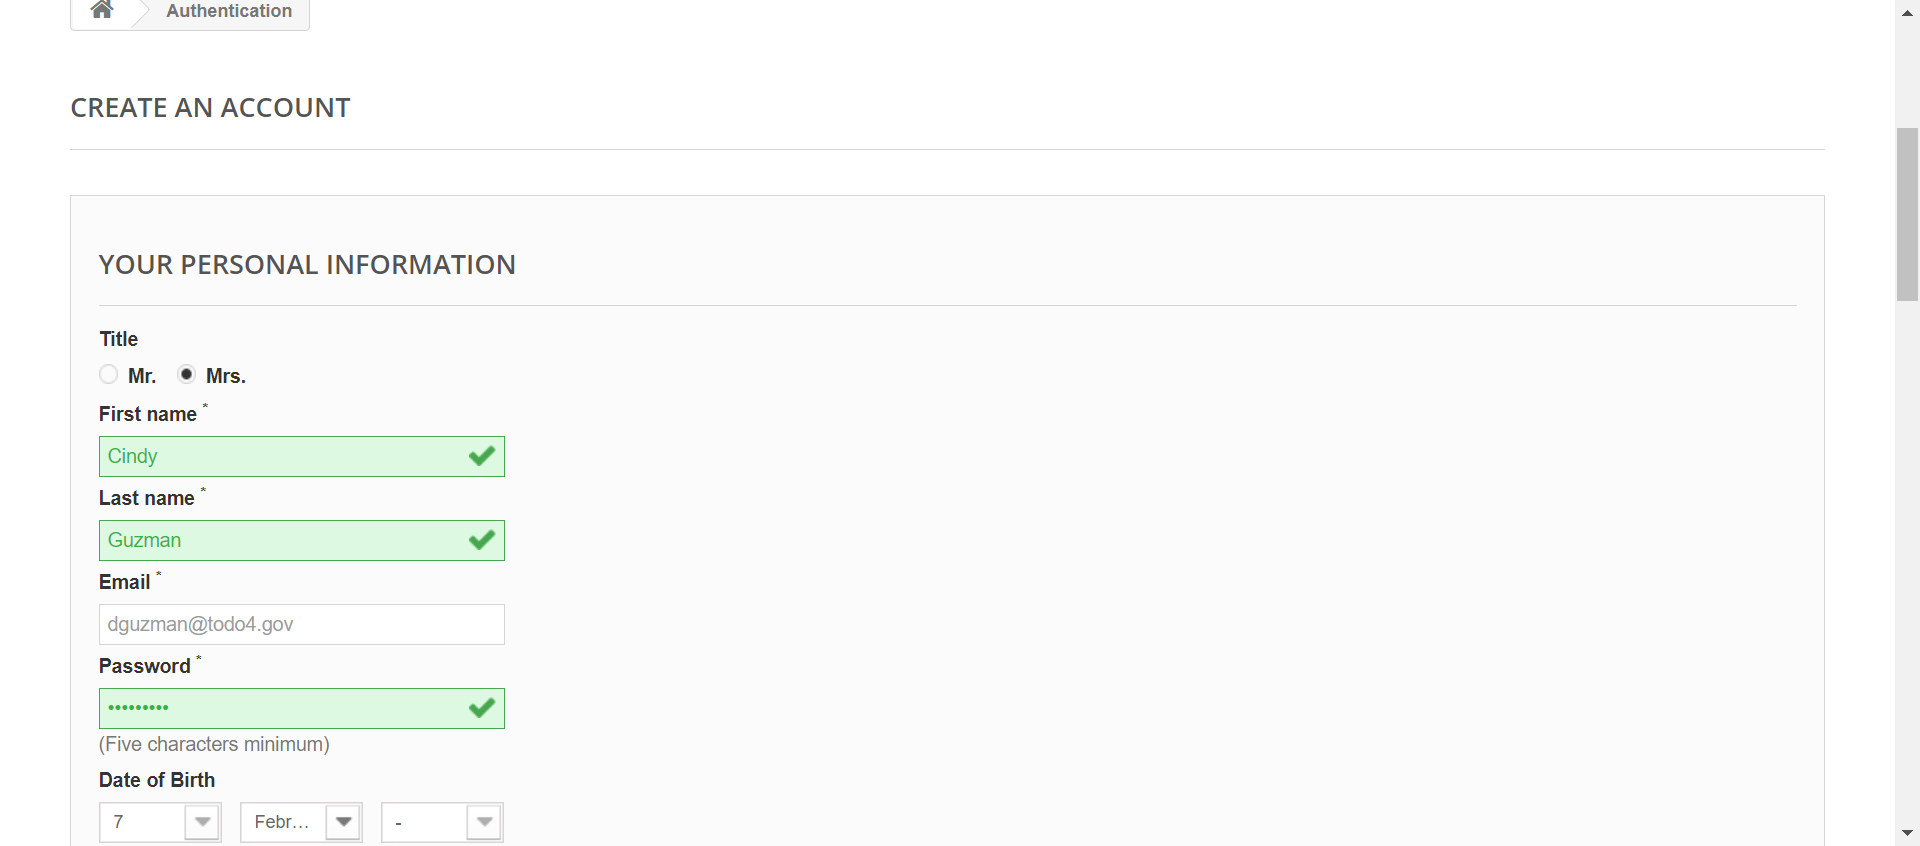 Authentication
CREATE AN ACCOUNT
YOUR PERSONAL INFORMATION
Title
Mr. Mrs.
First name *
Cindy
Last name *
Guzman
Email *
dguzman@todo4.gov
Password *
•••••••••
(Five characters minimum)
Date of Birth
7 Febr... -